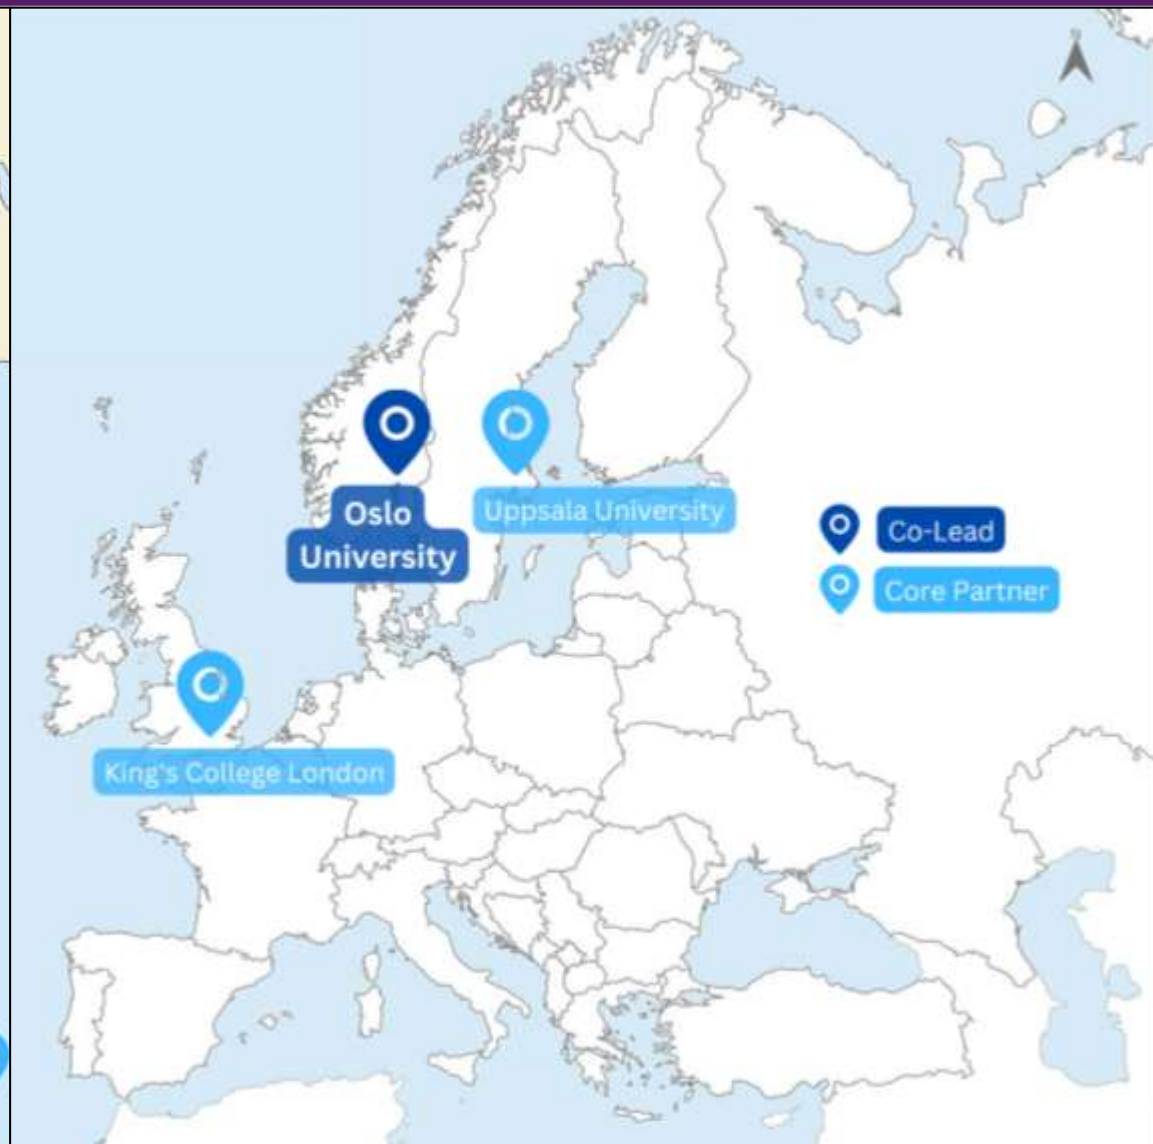 Oslo
University
Uppsala University
Co-Lead
Core Partner
King's College London